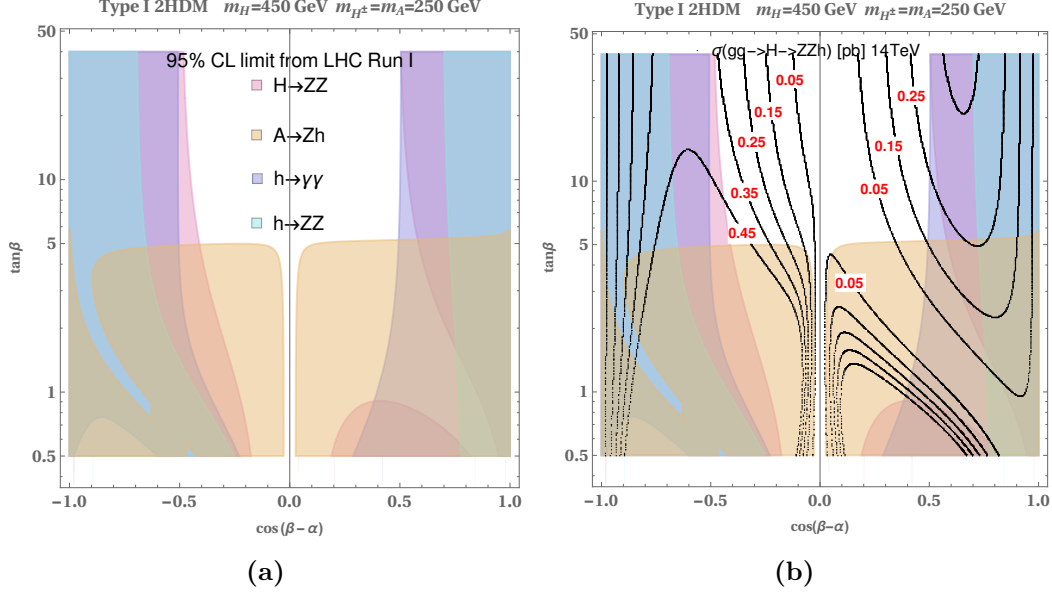 Type I 2HDM m_H=450 GeV m_{H±}=m_A=250 GeV
95% CL limit from LHC Run I
H→ZZ
A→Zh
h→γγ
h→ZZ
50
10
5
1
0.5
tanβ
−1.0 −0.5 0.0 0.5 1.0
cos(β−α)
(a)
Type I 2HDM m_H=450 GeV m_{H±}=m_A=250 GeV
σ(gg->H->ZZh) [pb] 14TeV
0.05
0.15
0.25
0.35
0.45
0.25
0.15
0.05
0.05
50
10
5
1
0.5
tanβ
−1.0 −0.5 0.0 0.5 1.0
cos(β−α)
(b)